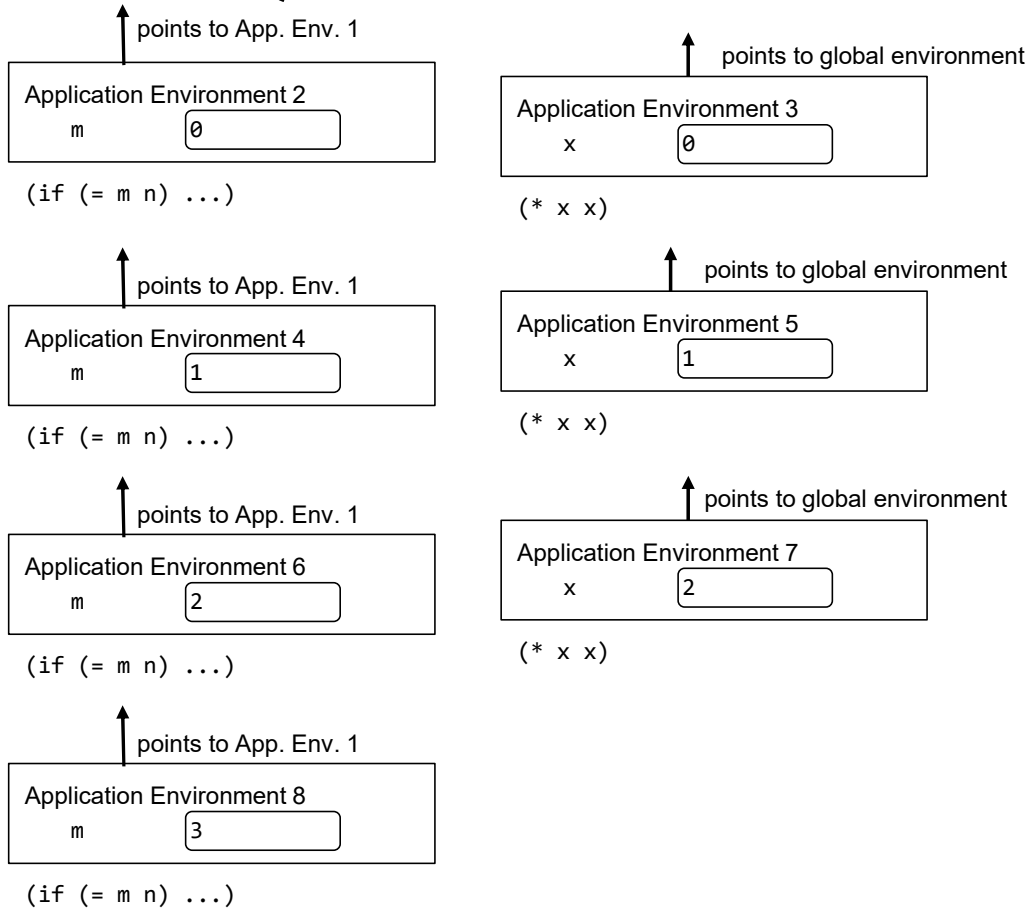 points to App. Env. 1
Application Environment 2
m 0
(if (= m n) ...)
points to global environment
Application Environment 3
x 0
(* x x)
points to App. Env. 1
Application Environment 4
m 1
(if (= m n) ...)
points to global environment
Application Environment 5
x 1
(* x x)
points to App. Env. 1
Application Environment 6
m 2
(if (= m n) ...)
points to global environment
Application Environment 7
x 2
(* x x)
points to App. Env. 1
Application Environment 8
m 3
(if (= m n) ...)